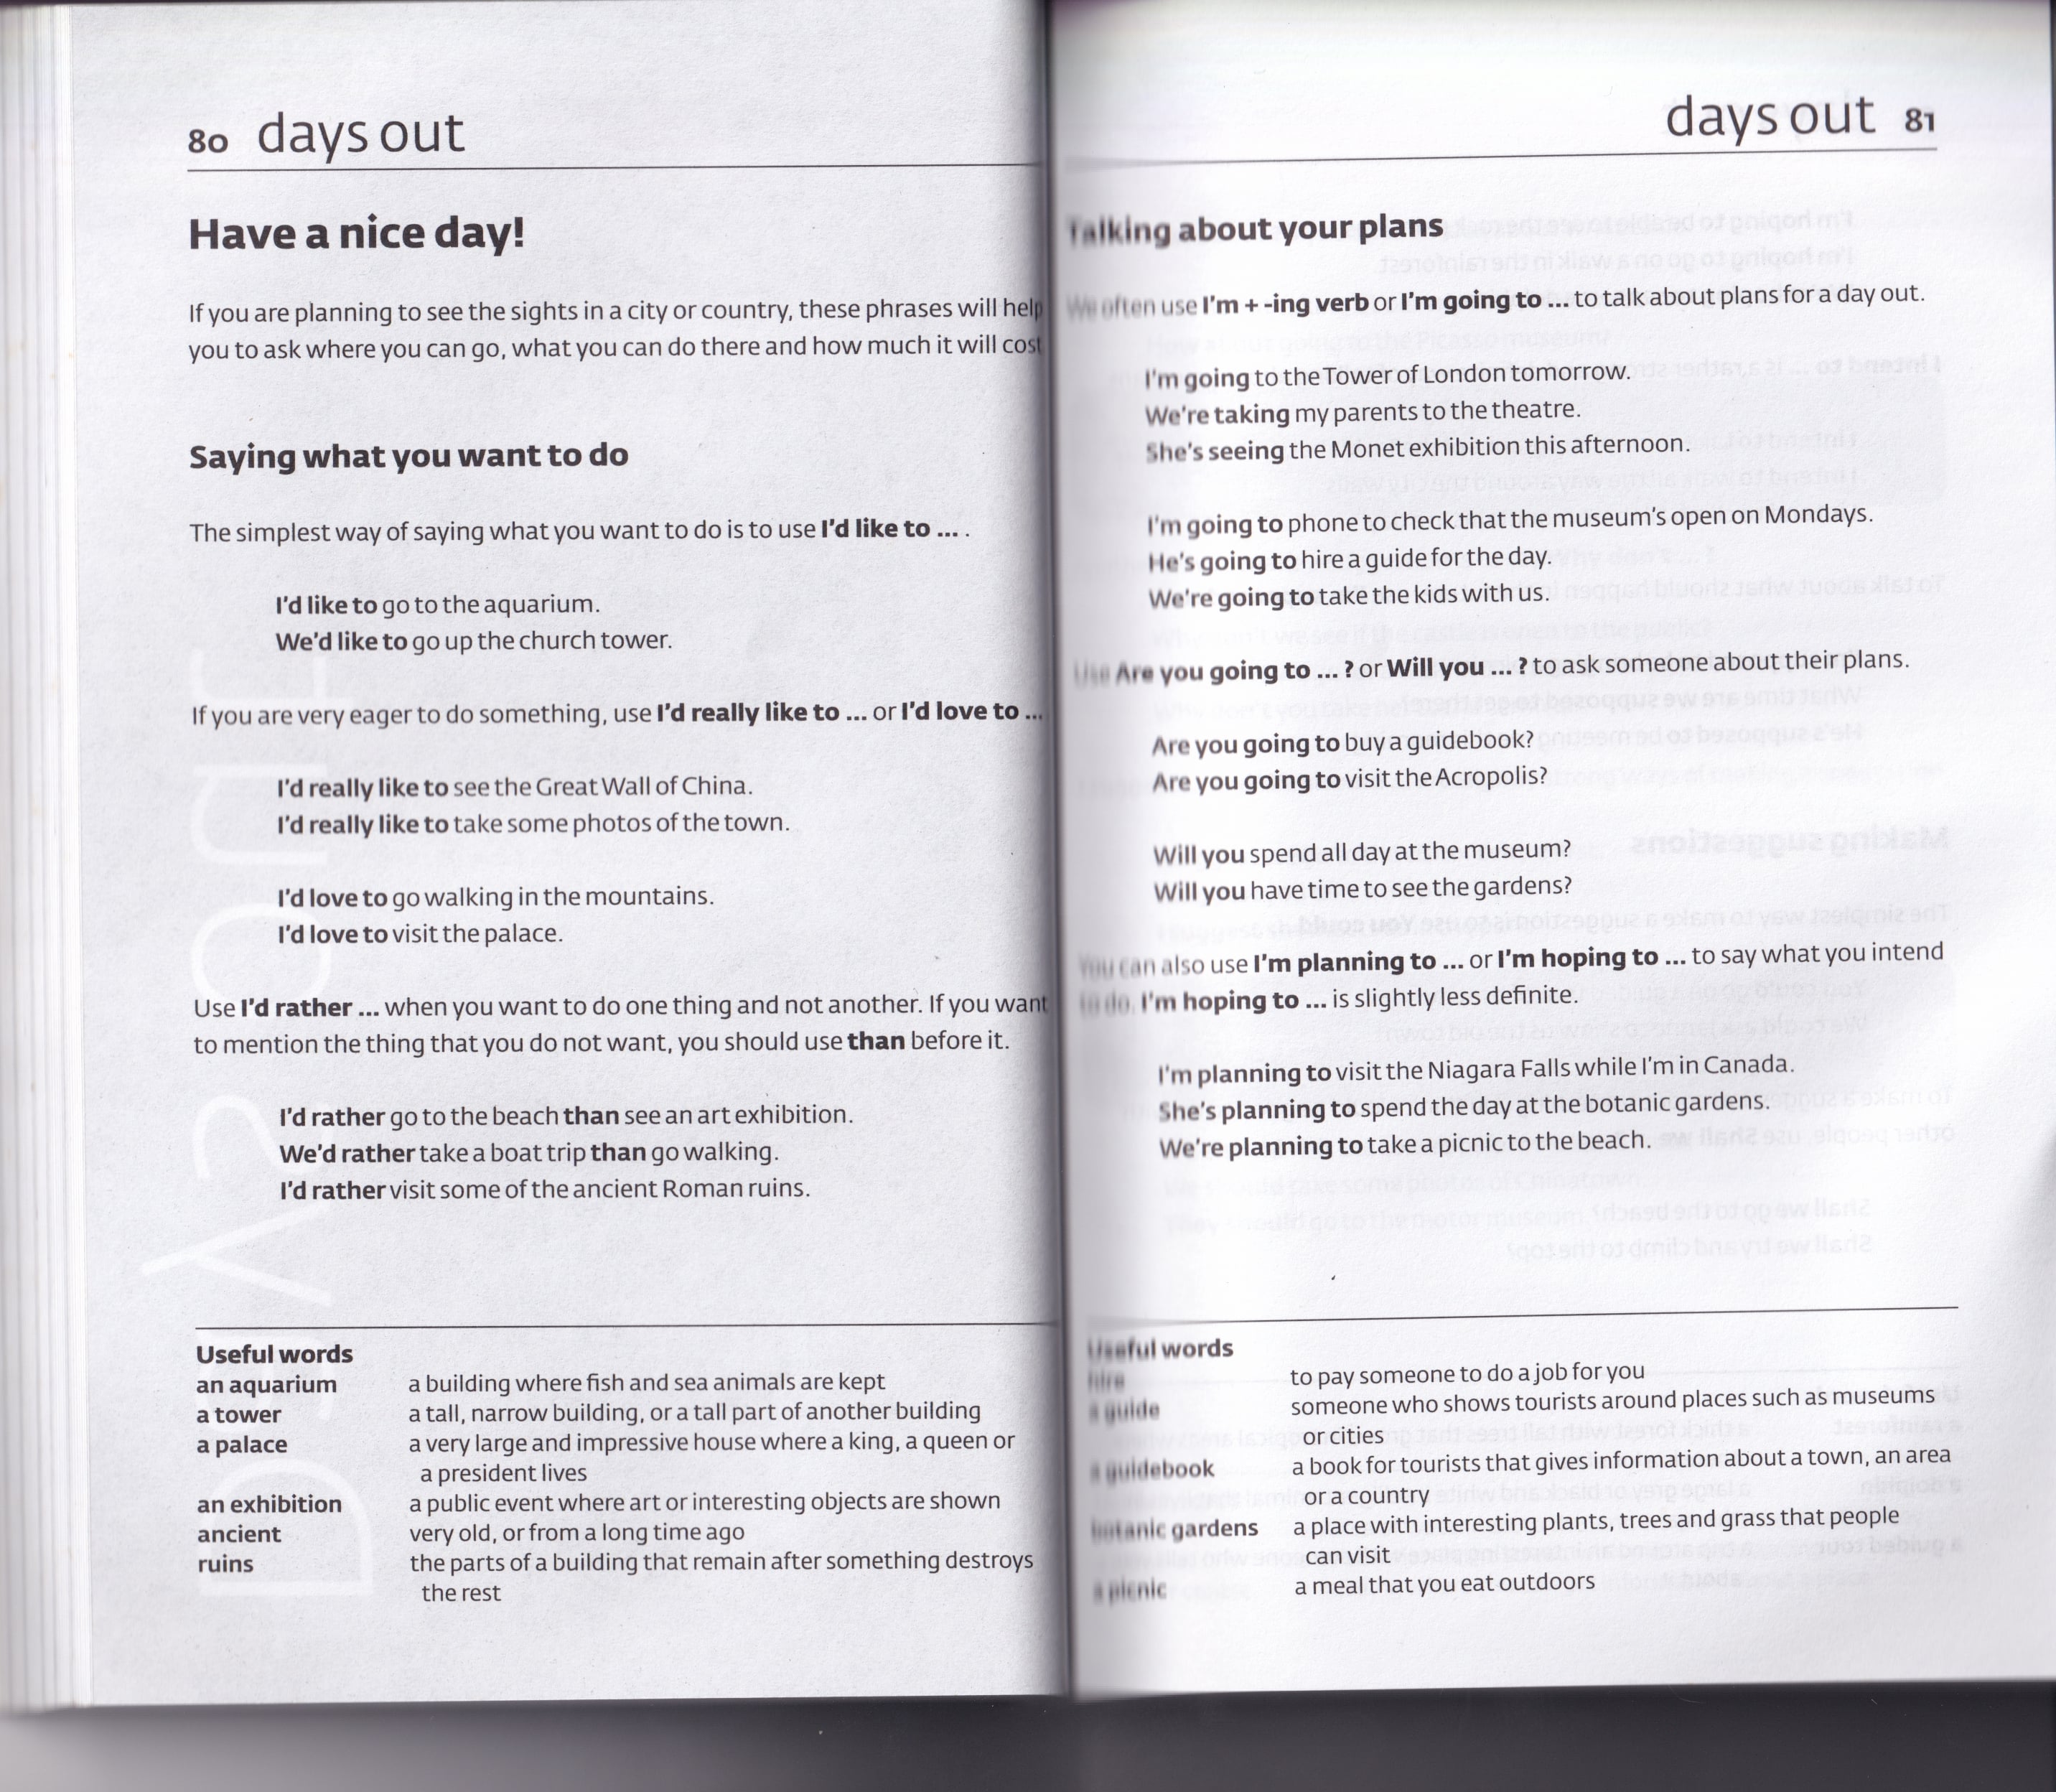 80 days out
Have a nice day!
If you are planning to see the sights in a city or country, these phrases will help
you to ask where you can go, what you can do there and how much it will cost
Saying what you want to do
The simplest way of saying what you want to do is to use I'd like to ... .
I'd like to go to the aquarium.
We'd like to go up the church tower.
If you are very eager to do something, use I'd really like to ... or I'd love to ...
I'd really like to see the Great Wall of China.
I'd really like to take some photos of the town.
I'd love to go walking in the mountains.
I'd love to visit the palace.
Use I'd rather ... when you want to do one thing and not another. If you want
to mention the thing that you do not want, you should use than before it.
I'd rather go to the beach than see an art exhibition.
We'd rather take a boat trip than go walking.
I'd rather visit some of the ancient Roman ruins.
Useful words
an aquarium a building where fish and sea animals are kept
a tower a tall, narrow building, or a tall part of another building
a palace a very large and impressive house where a king, a queen or
a president lives
an exhibition a public event where art or interesting objects are shown
ancient very old, or from a long time ago
ruins the parts of a building that remain after something destroys
the rest
DAYS OUT
days out 81
Talking about your plans
We often use I'm + -ing verb or I'm going to ... to talk about plans for a day out.
I'm going to the Tower of London tomorrow.
We're taking my parents to the theatre.
She's seeing the Monet exhibition this afternoon.
I'm going to phone to check that the museum's open on Mondays.
He's going to hire a guide for the day.
We're going to take the kids with us.
Use Are you going to ... ? or Will you ... ? to ask someone about their plans.
Are you going to buy a guidebook?
Are you going to visit the Acropolis?
Will you spend all day at the museum?
Will you have time to see the gardens?
You can also use I'm planning to ... or I'm hoping to ... to say what you intend
to do. I'm hoping to ... is slightly less definite.
I'm planning to visit the Niagara Falls while I'm in Canada.
She's planning to spend the day at the botanic gardens.
We're planning to take a picnic to the beach.
Useful words
hire to pay someone to do a job for you
a guide someone who shows tourists around places such as museums
or cities
a guidebook a book for tourists that gives information about a town, an area
or a country
botanic gardens a place with interesting plants, trees and grass that people
can visit
a picnic a meal that you eat outdoors